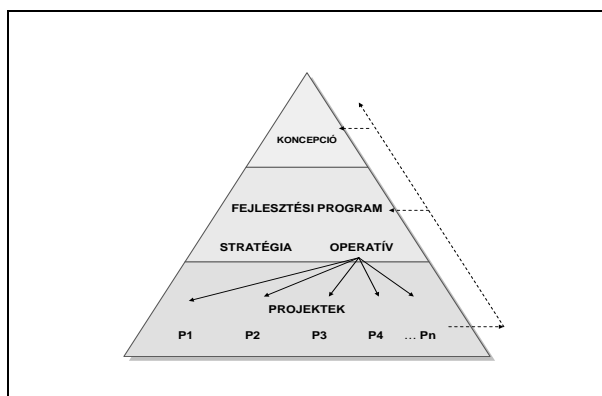 KONCEPCIÓ
FEJLESZTÉSI PROGRAM
STRATÉGIA OPERATÍV
PROJEKTEK
P1 P2 P3 P4 ... Pn